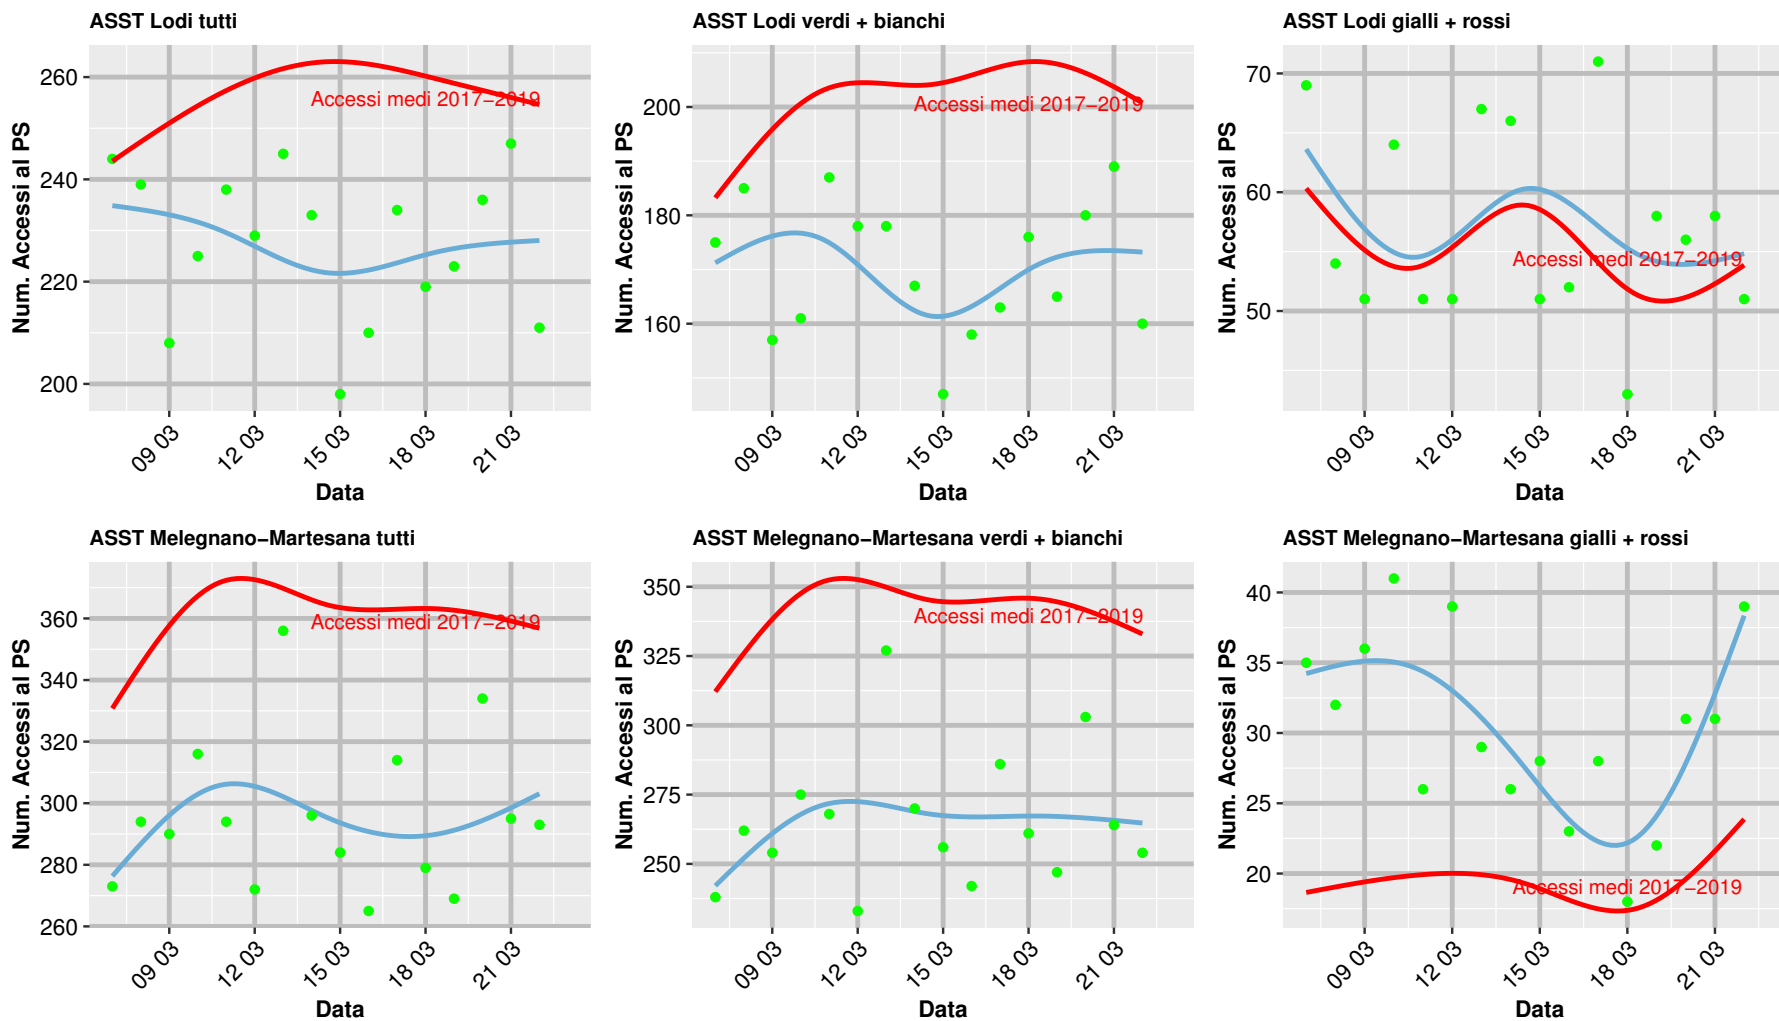 ASST Lodi tutti
Num. Accessi al PS
260
240
220
200
Accessi medi 2017−2019
09 03
12 03
15 03
18 03
21 03
Data
ASST Lodi verdi + bianchi
Num. Accessi al PS
200
180
160
Accessi medi 2017−2019
09 03
12 03
15 03
18 03
21 03
Data
ASST Lodi gialli + rossi
Num. Accessi al PS
70
60
50
Accessi medi 2017−2019
09 03
12 03
15 03
18 03
21 03
Data
ASST Melegnano−Martesana tutti
Num. Accessi al PS
360
340
320
300
280
260
Accessi medi 2017−2019
09 03
12 03
15 03
18 03
21 03
Data
ASST Melegnano−Martesana verdi + bianchi
Num. Accessi al PS
350
325
300
275
250
Accessi medi 2017−2019
09 03
12 03
15 03
18 03
21 03
Data
ASST Melegnano−Martesana gialli + rossi
Num. Accessi al PS
40
35
30
25
20
Accessi medi 2017−2019
09 03
12 03
15 03
18 03
21 03
Data